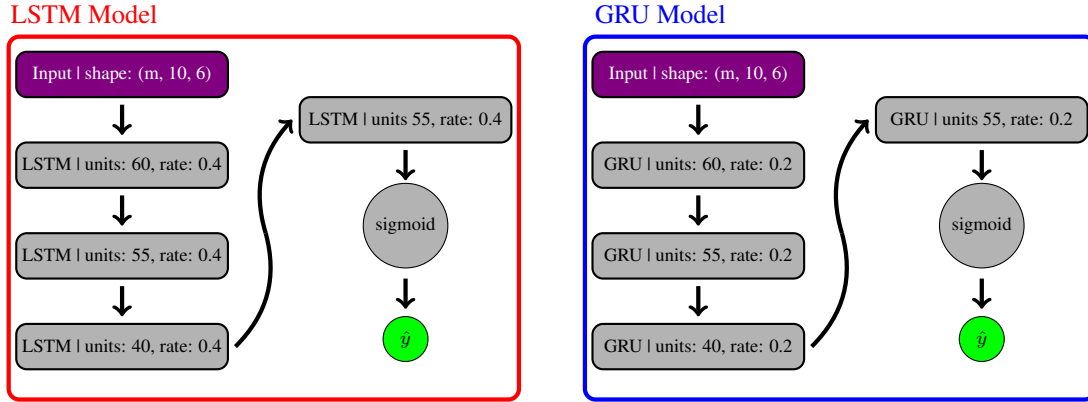 LSTM Model
Input | shape: (m, 10, 6)
LSTM | units: 60, rate: 0.4
LSTM | units: 55, rate: 0.4
LSTM | units: 40, rate: 0.4
LSTM | units 55, rate: 0.4
sigmoid
ŷ
GRU Model
Input | shape: (m, 10, 6)
GRU | units: 60, rate: 0.2
GRU | units: 55, rate: 0.2
GRU | units: 40, rate: 0.2
GRU | units 55, rate: 0.2
sigmoid
ŷ